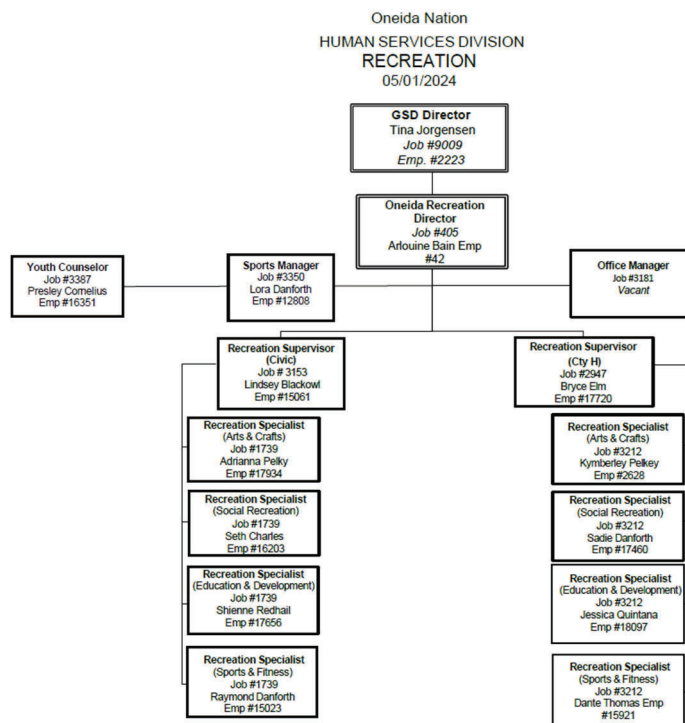 Oneida Nation
HUMAN SERVICES DIVISION
RECREATION
05/01/2024
GSD Director
Tina Jorgensen
Job #9009
Emp. #2223
Oneida Recreation
Director
Job #405
Arlouine Bain Emp
#42
Youth Counselor
Job #3387
Presley Cornelius
Emp #16351
Sports Manager
Job #3350
Lora Danforth
Emp #12808
Office Manager
Job #3181
Vacant
Recreation Supervisor
(Civic)
Job # 3153
Lindsey Blackowl
Emp #15061
Recreation Supervisor
(Cty H)
Job #2947
Bryce Elm
Emp #17720
Recreation Specialist
(Arts & Crafts)
Job #1739
Adrianna Pelky
Emp #17934
Recreation Specialist
(Social Recreation)
Job #1739
Seth Charles
Emp #16203
Recreation Specialist
(Education & Development)
Job #1739
Shienne Redhail
Emp #17656
Recreation Specialist
(Sports & Fitness)
Job #1739
Raymond Danforth
Emp #15023
Recreation Specialist
(Arts & Crafts)
Job #3212
Kymberley Pelkey
Emp #2628
Recreation Specialist
(Social Recreation)
Job #3212
Sadie Danforth
Emp #17460
Recreation Specialist
(Education & Development)
Job #3212
Jessica Quintana
Emp #18097
Recreation Specialist
(Sports & Fitness)
Job #3212
Dante Thomas Emp
#15921